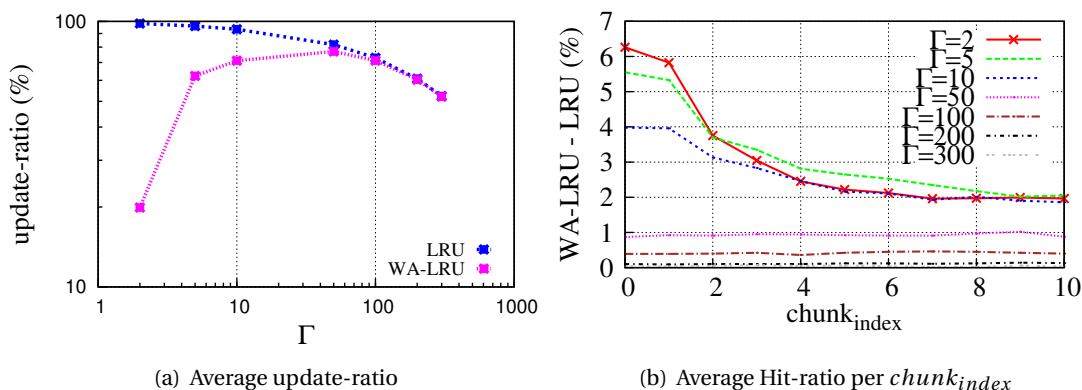 100
10
1 10 100 1000
update-ratio (%)
Γ
LRU
WA-LRU
(a) Average update-ratio
7
6
5
4
3
2
1
0
0 2 4 6 8 10
WA-LRU - LRU (%)
chunk_index
Γ=2
Γ=5
Γ=10
Γ=50
Γ=100
Γ=200
Γ=300
(b) Average Hit-ratio per chunk_index